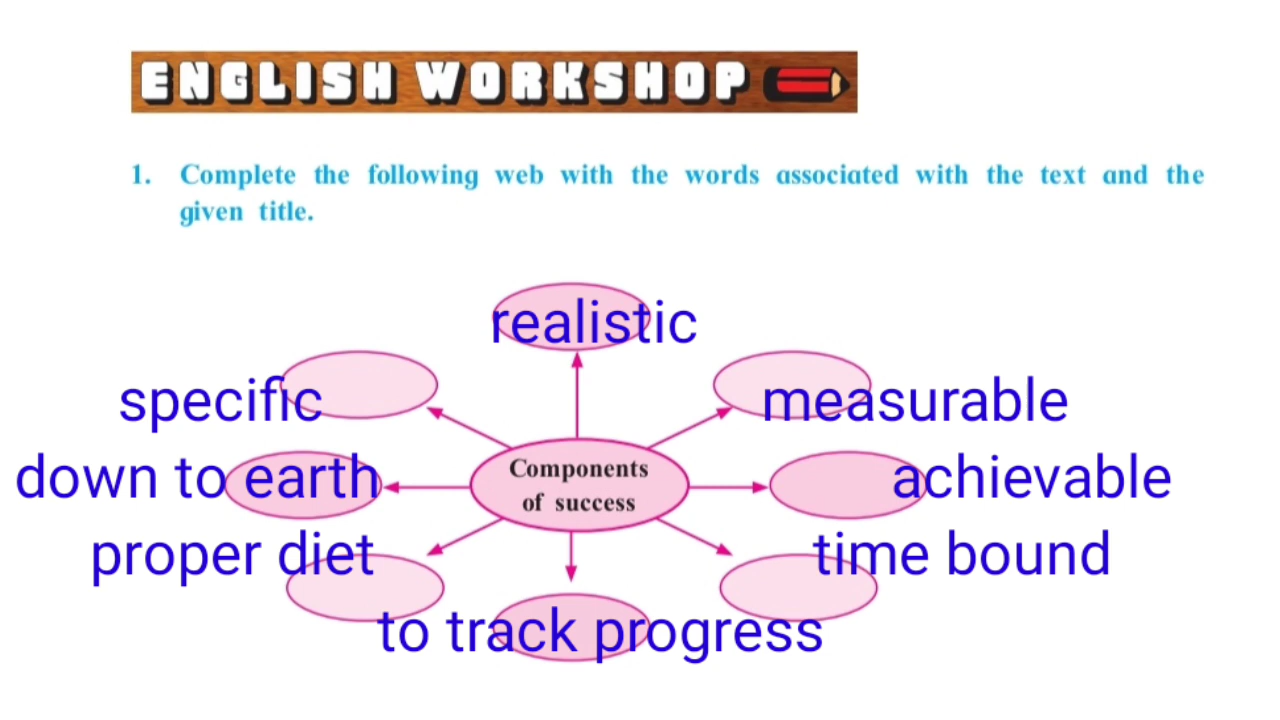 ENGLISH WORKSHOP
1. Complete the following web with the words associated with the text and the
given title.
realistic
specific
measurable
down to earth
Components
of success
achievable
proper diet
time bound
to track progress